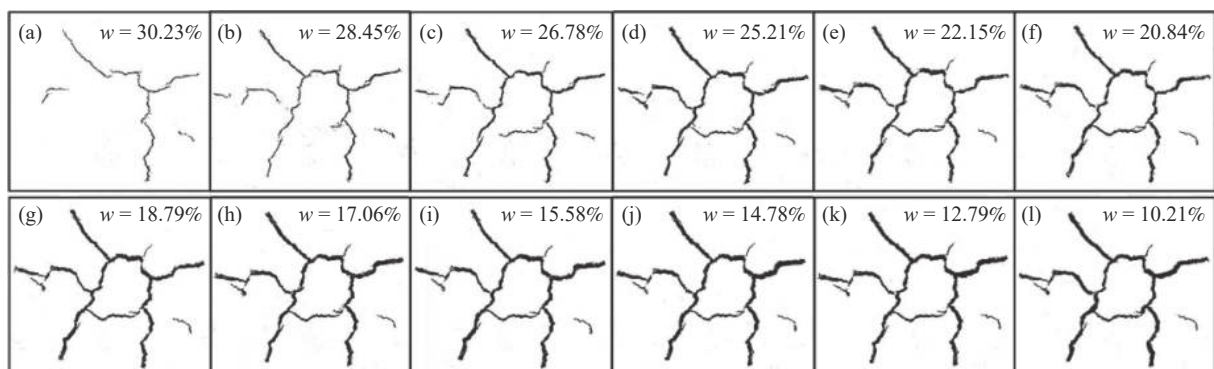 (a) w = 30.23%
(b) w = 28.45%
(c) w = 26.78%
(d) w = 25.21%
(e) w = 22.15%
(f) w = 20.84%
(g) w = 18.79%
(h) w = 17.06%
(i) w = 15.58%
(j) w = 14.78%
(k) w = 12.79%
(l) w = 10.21%